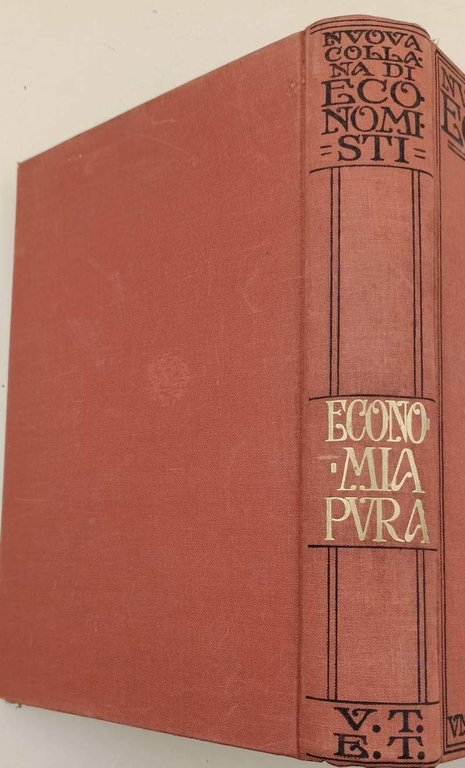 NVOVA
COLLA-
NA DI
ECO-
NOMI-
STI
ECONO-
MIA
PVRA
V. T.
E. T.